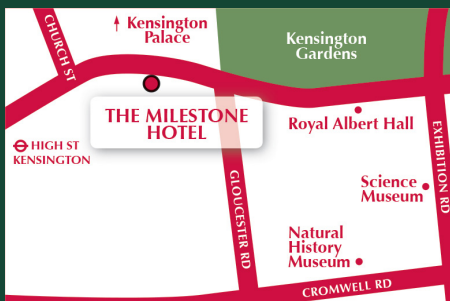 CHURCH ST
Kensington
Palace
Kensington
Gardens
THE MILESTONE
HOTEL
Royal Albert Hall
HIGH ST
KENSINGTON
EXHIBITION RD
GLOUCESTER RD
Science
Museum
Natural
History
Museum
CROMWELL RD